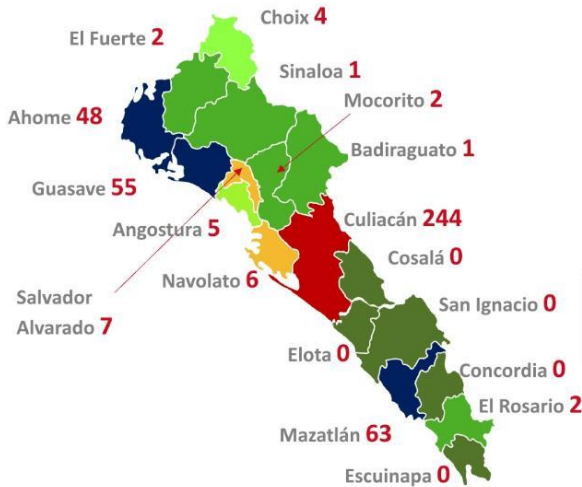 Choix 4
El Fuerte 2
Sinaloa 1
Mocorito 2
Ahome 48
Badiraguato 1
Guasave 55
Culiacán 244
Angostura 5
Cosalá 0
Navolato 6
Salvador
Alvarado 7
San Ignacio 0
Elota 0
Concordia 0
El Rosario 2
Mazatlán 63
Escuinapa 0